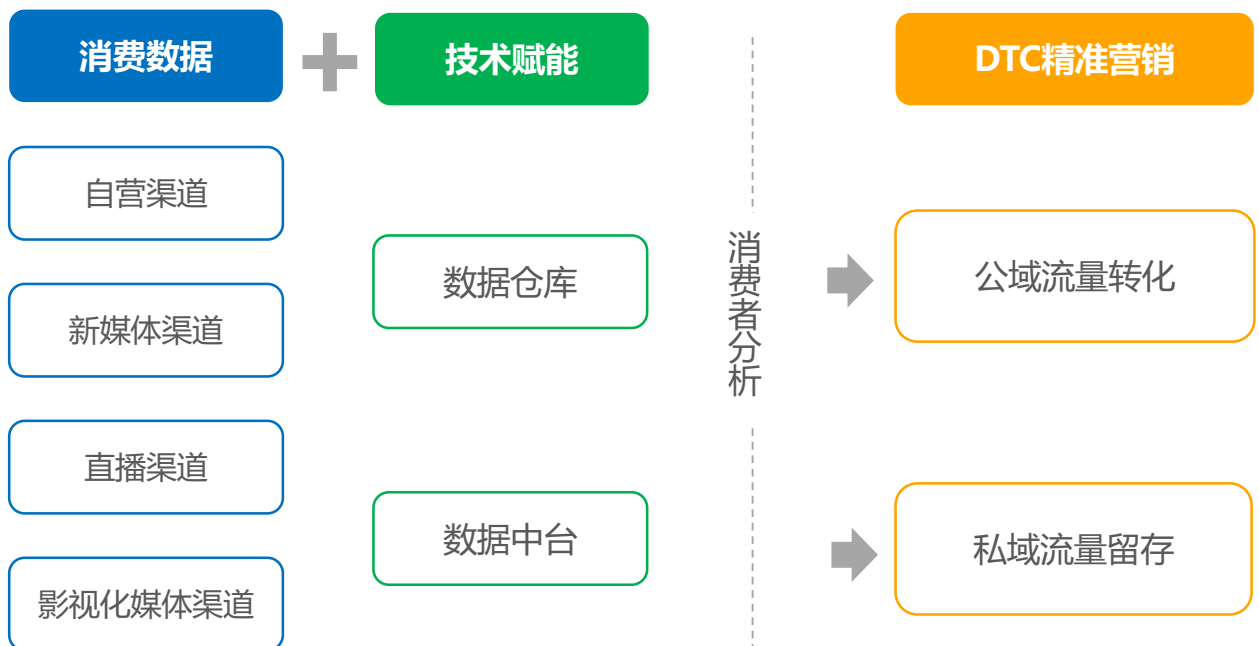 消费数据
技术赋能
DTC精准营销
自营渠道
新媒体渠道
直播渠道
影视化媒体渠道
数据仓库
数据中台
消费者分析
公域流量转化
私域流量留存